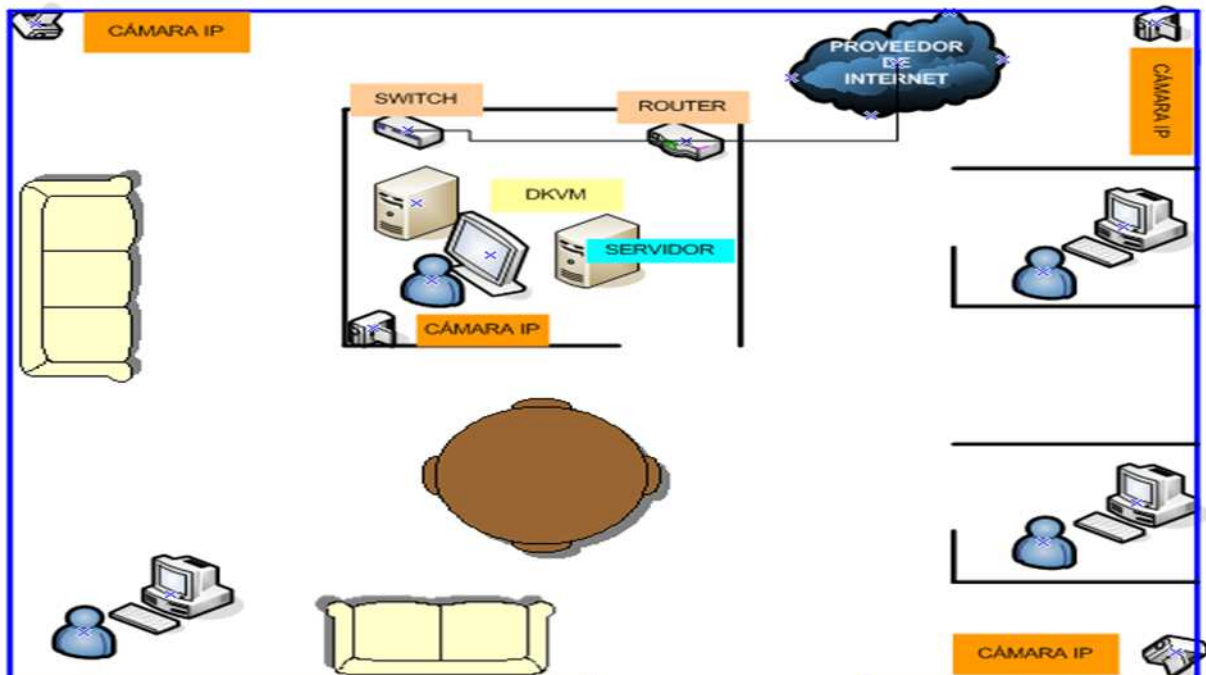 CÁMARA IP
PROVEEDOR
DE
INTERNET
CÁMARA IP
SWITCH
ROUTER
DKVM
SERVIDOR
CÁMARA IP
CÁMARA IP